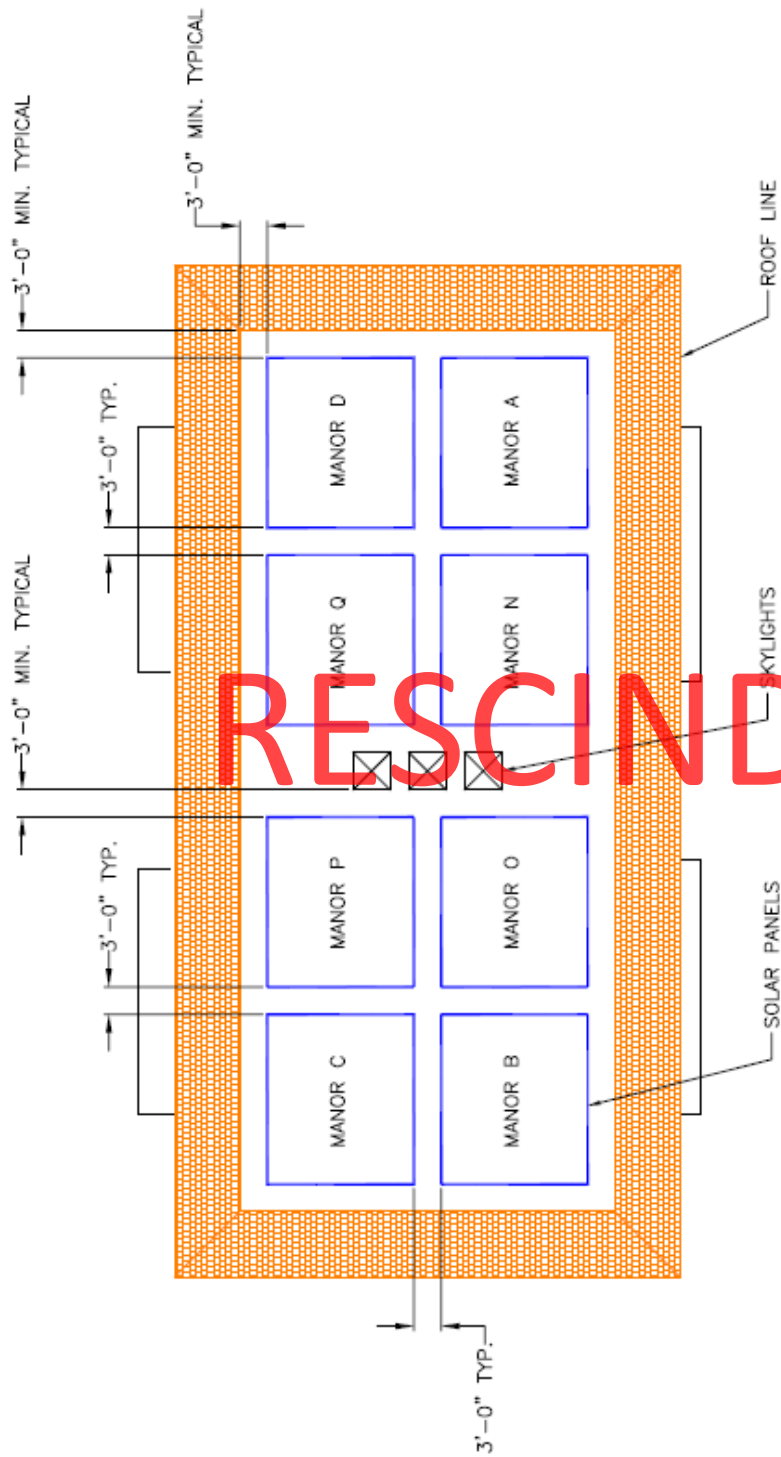 3'-0" MIN. TYPICAL
3'-0" MIN. TYPICAL
3'-0" TYP.
3'-0" TYP.
3'-0" MIN. TYPICAL
MANOR C
MANOR P
MANOR Q
MANOR D
3'-0" TYP.
MANOR B
MANOR O
MANOR N
MANOR A
RESCIND
SOLAR PANELS
SKYLIGHTS
ROOF LINE